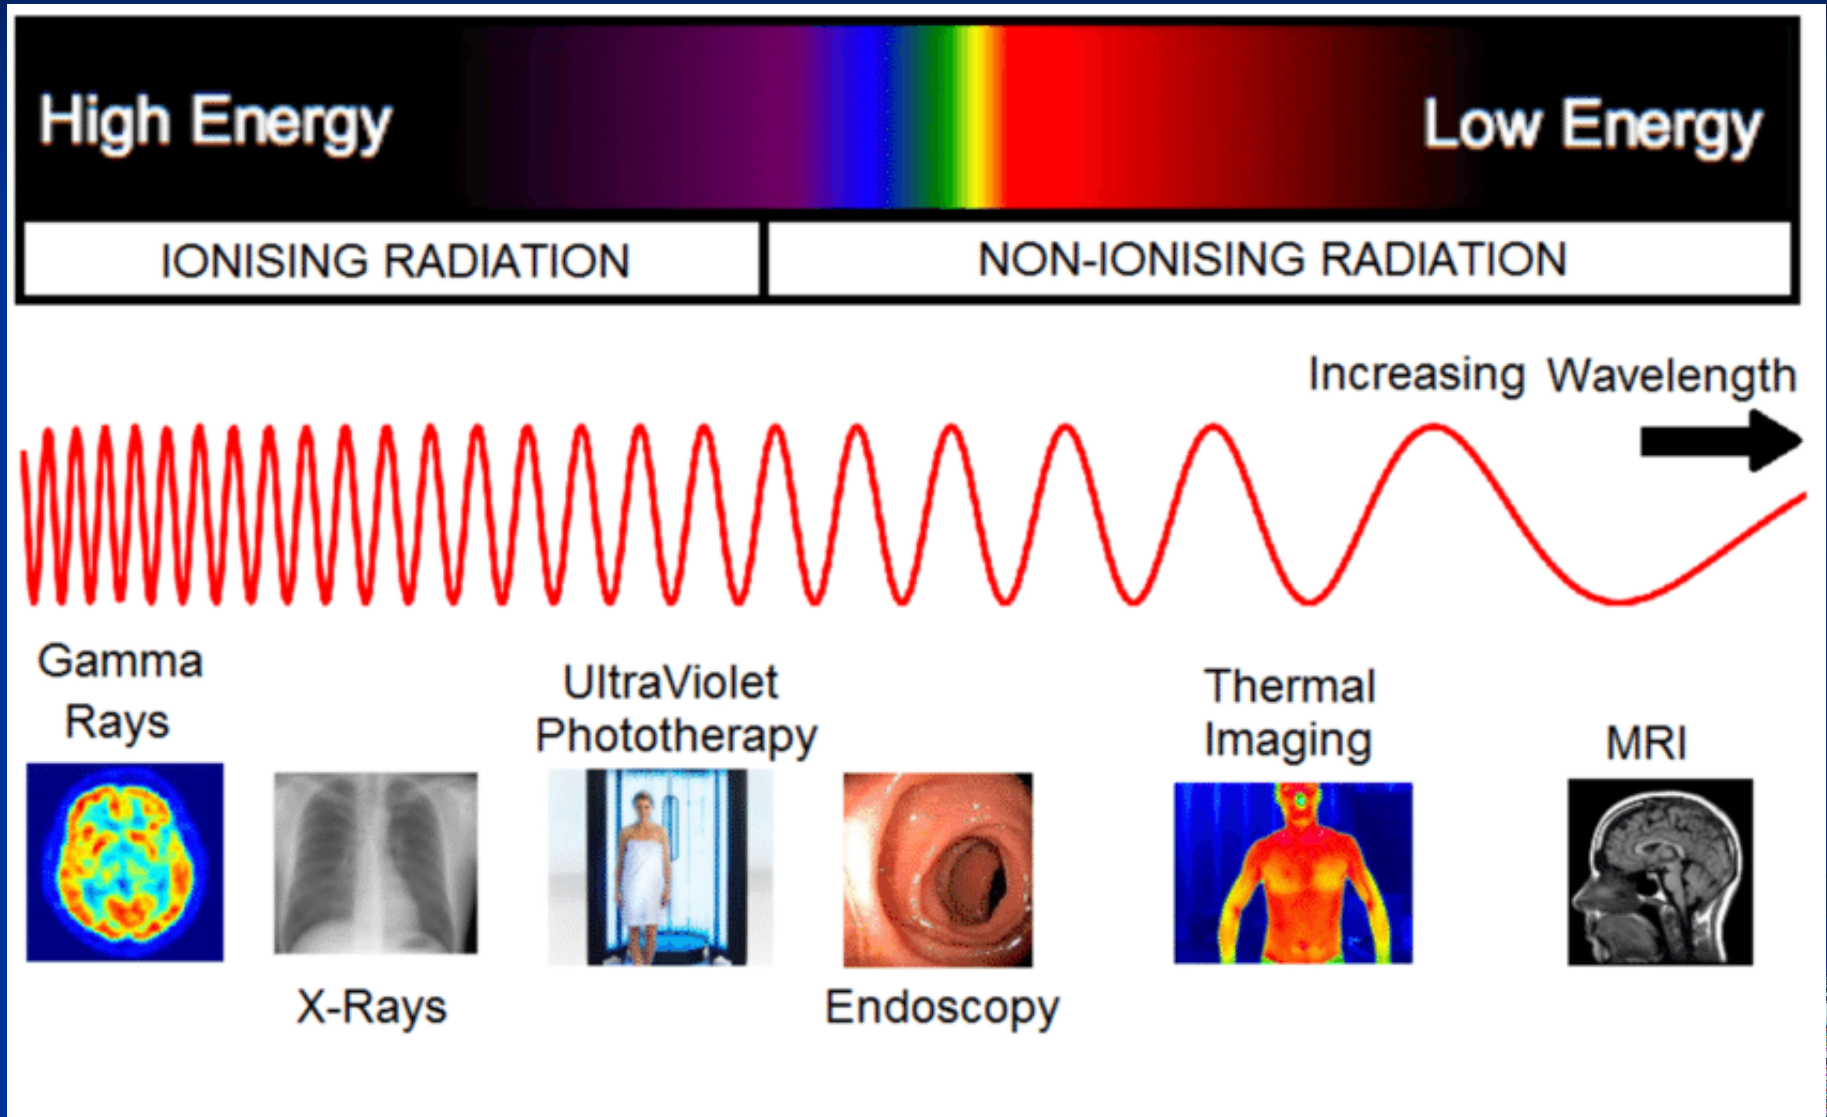 High Energy
Low Energy
IONISING RADIATION
NON-IONISING RADIATION
Increasing Wavelength
Gamma
Rays
UltraViolet
Phototherapy
Thermal
Imaging
MRI
X-Rays
Endoscopy